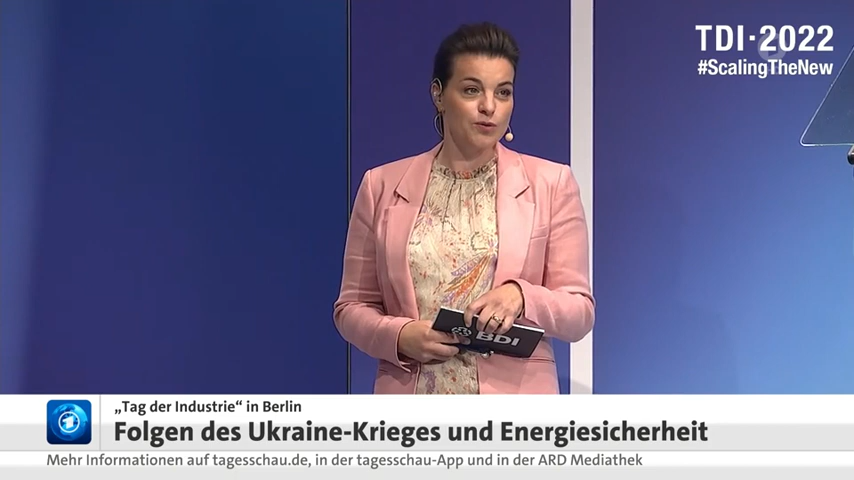 TDI·2022
#ScalingTheNew
BDI
„Tag der Industrie“ in Berlin
Folgen des Ukraine-Krieges und Energiesicherheit
Mehr Informationen auf tagesschau.de, in der tagesschau-App und in der ARD Mediathek